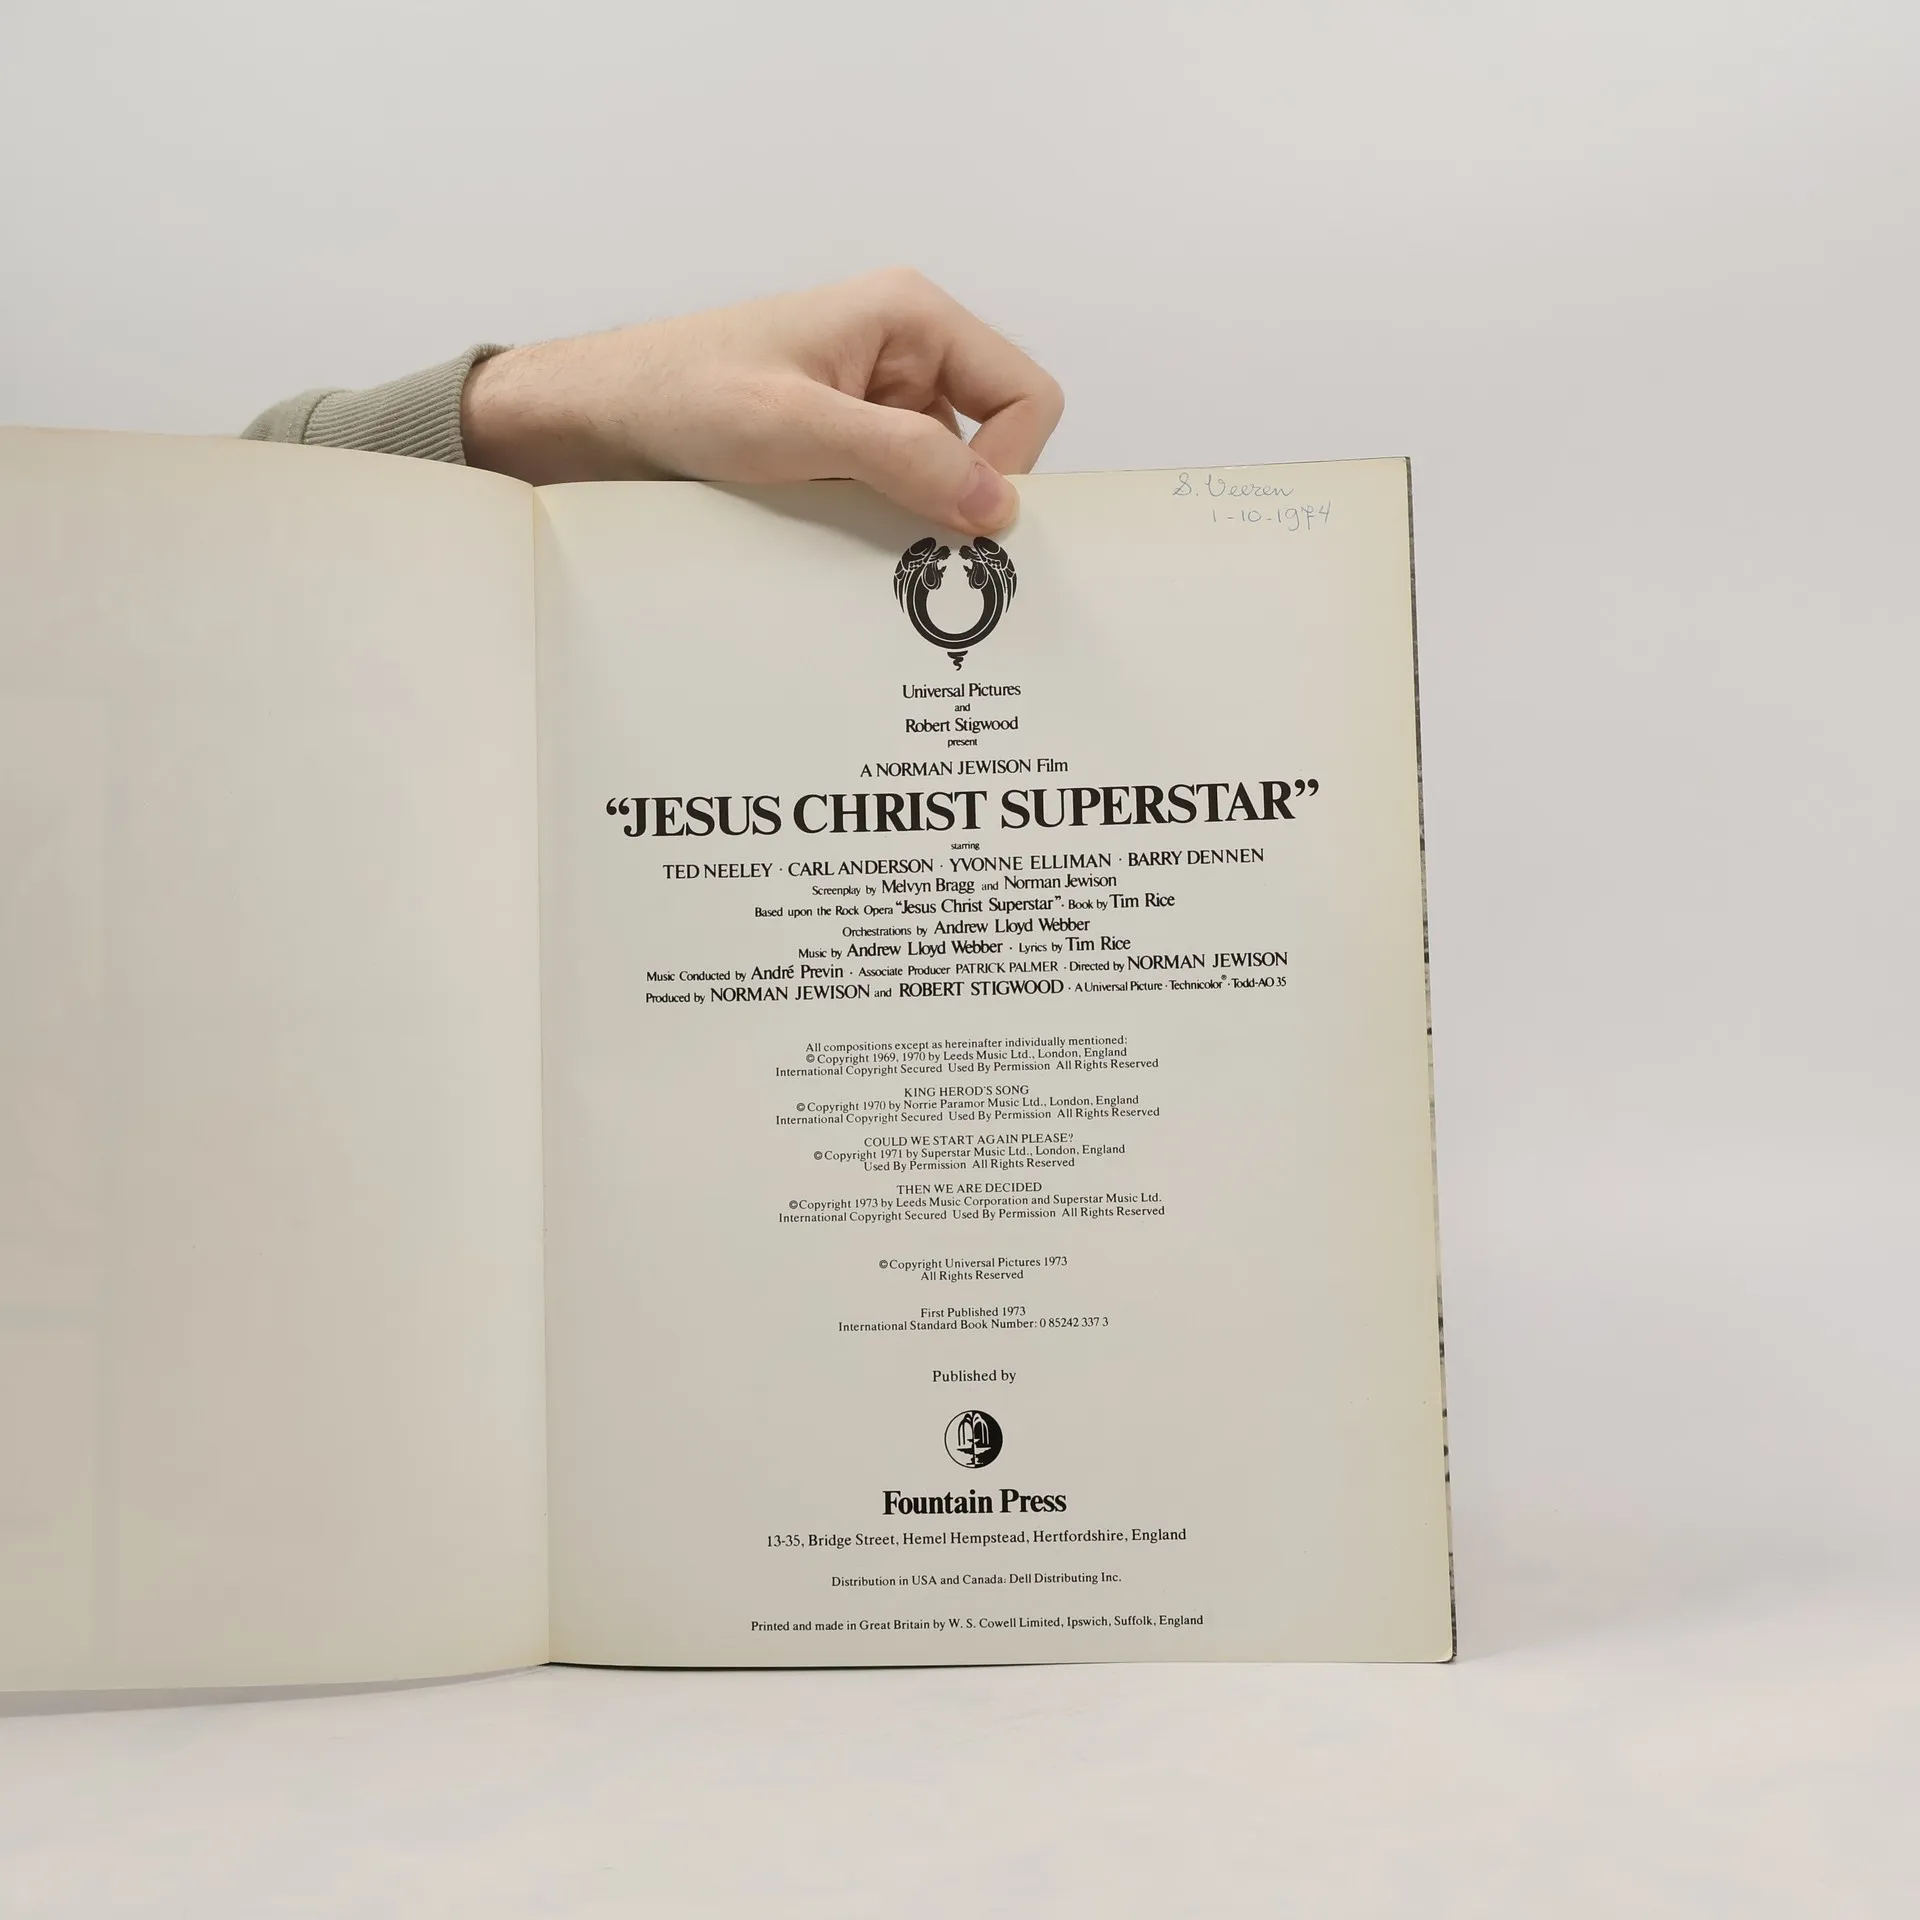 S. Veeren
1-10-1974
Universal Pictures
and
Robert Stigwood
present
A NORMAN JEWISON Film
“JESUS CHRIST SUPERSTAR”
starring
TED NEELEY · CARL ANDERSON · YVONNE ELLIMAN · BARRY DENNEN
Screenplay by Melvyn Bragg and Norman Jewison
Based upon the Rock Opera “Jesus Christ Superstar” · Book by Tim Rice
Orchestrations by Andrew Lloyd Webber
Music by Andrew Lloyd Webber · Lyrics by Tim Rice
Music Conducted by André Previn · Associate Producer PATRICK PALMER · Directed by NORMAN JEWISON
Produced by NORMAN JEWISON and ROBERT STIGWOOD · A Universal Picture · Technicolor® · Todd-AO 35
All compositions except as hereinafter individually mentioned:
© Copyright 1969, 1970 by Leeds Music Ltd., London, England
International Copyright Secured Used By Permission All Rights Reserved
KING HEROD'S SONG
© Copyright 1970 by Norrie Paramor Music Ltd., London, England
International Copyright Secured Used By Permission All Rights Reserved
COULD WE START AGAIN PLEASE?
© Copyright 1971 by Superstar Music Ltd., London, England
Used By Permission All Rights Reserved
THEN WE ARE DECIDED
© Copyright 1973 by Leeds Music Corporation and Superstar Music Ltd.
International Copyright Secured Used By Permission All Rights Reserved
© Copyright Universal Pictures 1973
All Rights Reserved
First Published 1973
International Standard Book Number: 0 85242 337 3
Published by
Fountain Press
13-35, Bridge Street, Hemel Hempstead, Hertfordshire, England
Distribution in USA and Canada: Dell Distributing Inc.
Printed and made in Great Britain by W. S. Cowell Limited, Ipswich, Suffolk, England